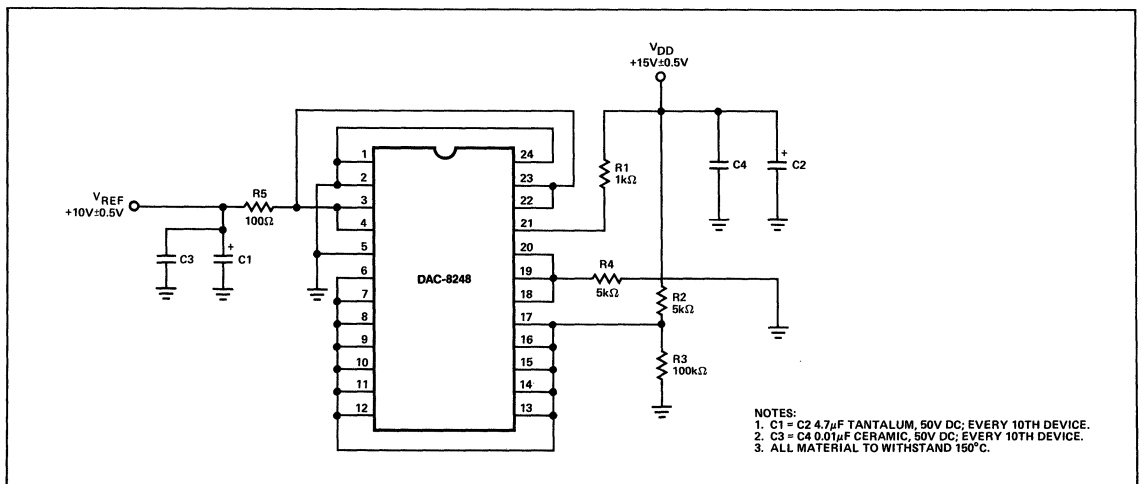 V_DD
+15V±0.5V
V_REF
+10V±0.5V
C3
C1
+
R5
100Ω
1
2
3
4
5
6
7
8
9
10
11
12
DAC-8248
24
23
22
21
20
19
18
17
16
15
14
13
R1
1kΩ
C4
C2
+
R4
5kΩ
R2
5kΩ
R3
100kΩ
NOTES:
1. C1 = C2 4.7μF TANTALUM, 50V DC; EVERY 10TH DEVICE.
2. C3 = C4 0.01μF CERAMIC, 50V DC; EVERY 10TH DEVICE.
3. ALL MATERIAL TO WITHSTAND 150°C.